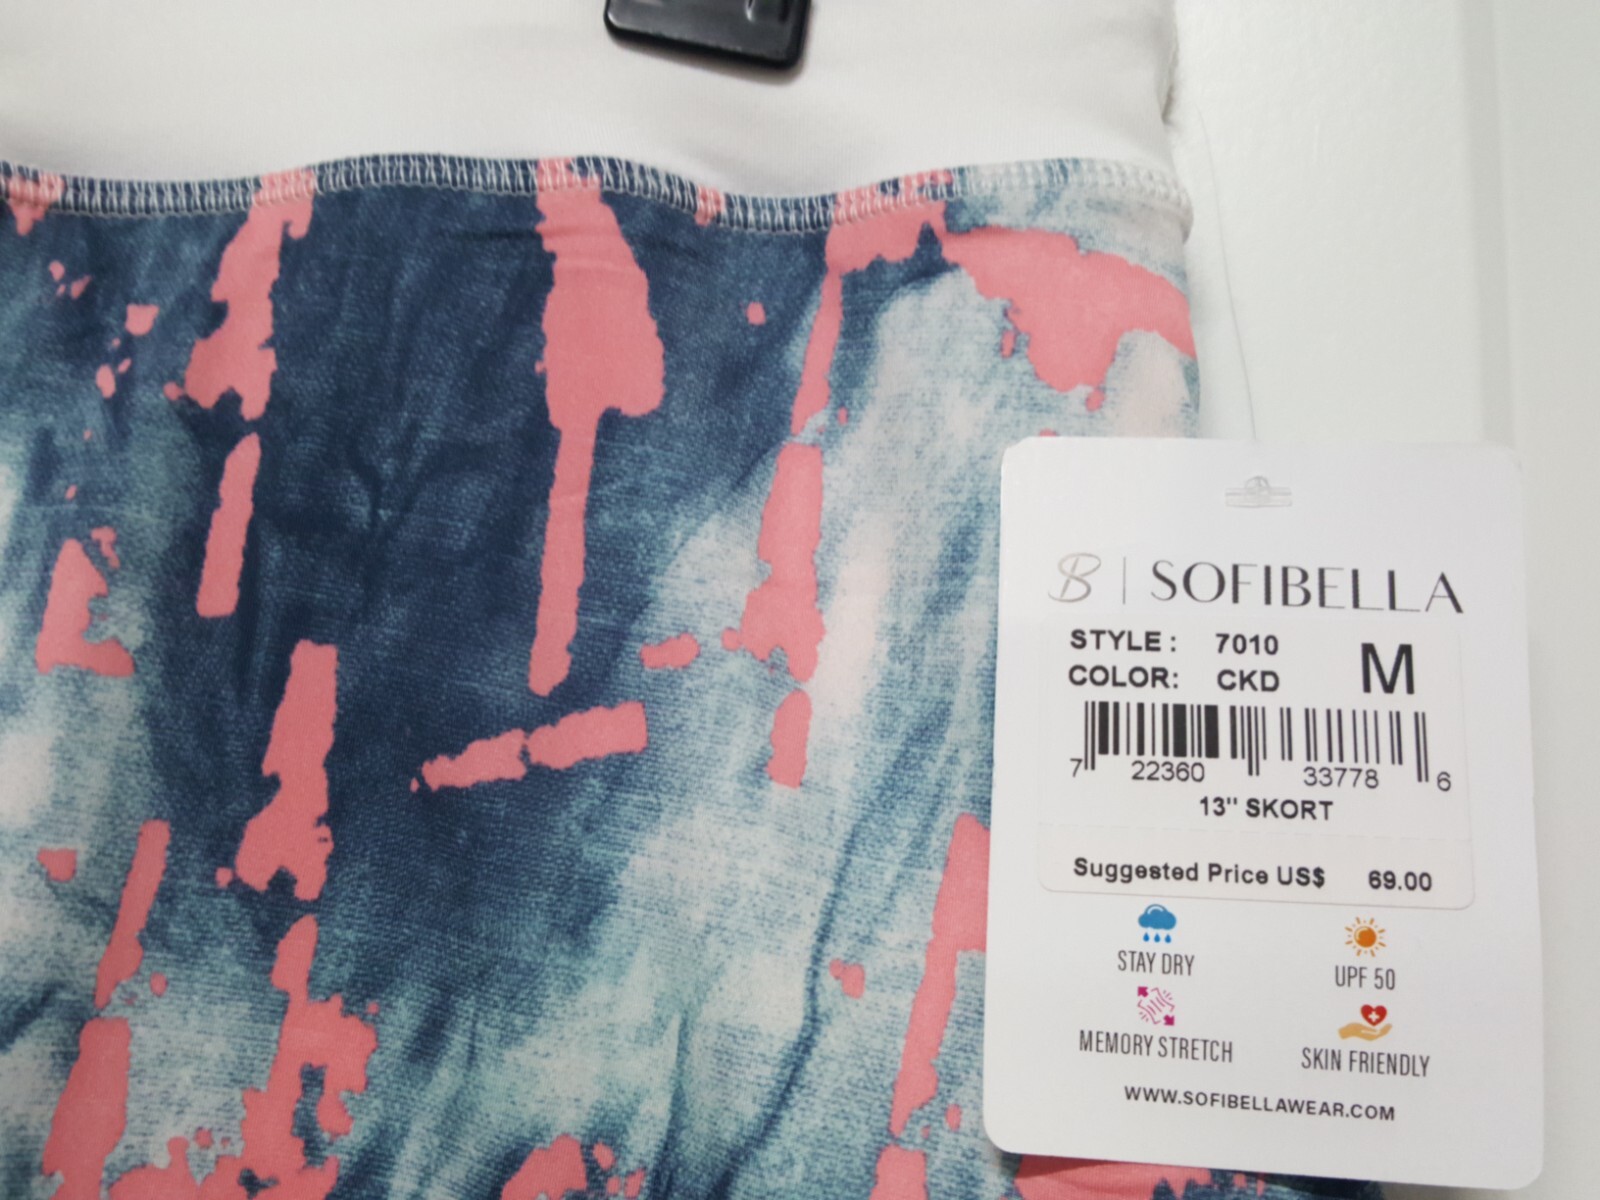 B | SOFIBELLA
STYLE : 7010
COLOR: CKD
M
7 22360 33778 6
13" SKORT
Suggested Price US$ 69.00
STAY DRY
UPF 50
MEMORY STRETCH
SKIN FRIENDLY
WWW.SOFIBELLAWEAR.COM